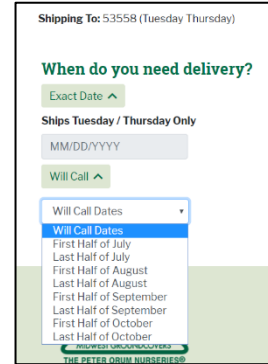 Shipping To: 53558 (Tuesday Thursday)
When do you need delivery?
Exact Date
Ships Tuesday / Thursday Only
MM/DD/YYYY
Will Call
Will Call Dates
Will Call Dates
First Half of July
Last Half of July
First Half of August
Last Half of August
First Half of September
Last Half of September
First Half of October
Last Half of October
MIDWEST GROUNDCOVERS
THE PETER ORUM NURSERIES®